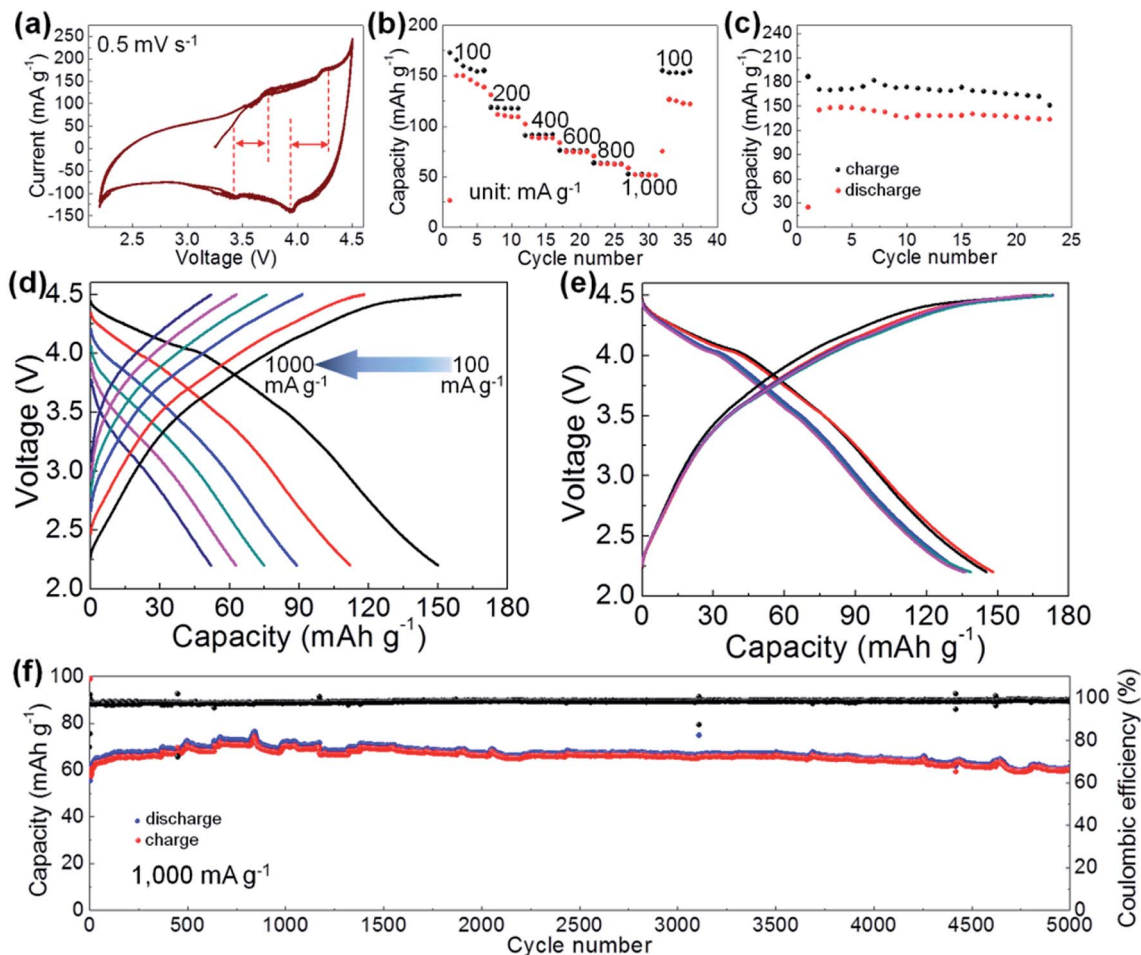 (a)
0.5 mV s⁻¹
Current (mA g⁻¹)
250
200
150
100
50
0
-50
-100
-150
2.5 3.0 3.5 4.0 4.5
Voltage (V)
(b)
Capacity (mAh g⁻¹)
200
150
100
50
0
100
200
400
600
800
1,000
100
unit: mA g⁻¹
0 5 10 15 20 25 30 35 40
Cycle number
(c)
Capacity (mAh g⁻¹)
240
210
180
150
120
90
60
30
0
charge
discharge
0 5 10 15 20 25
Cycle number
(d)
Voltage (V)
4.5
4.0
3.5
3.0
2.5
2.0
1000
mA g⁻¹
100
mA g⁻¹
0 30 60 90 120 150 180
Capacity (mAh g⁻¹)
(e)
Voltage (V)
4.5
4.0
3.5
3.0
2.5
2.0
0 30 60 90 120 150 180
Capacity (mAh g⁻¹)
(f)
Capacity (mAh g⁻¹)
100
80
60
40
20
0
discharge
charge
1,000 mA g⁻¹
0 500 1000 1500 2000 2500 3000 3500 4000 4500 5000
Cycle number
100
80
60
40
20
0
Coulombic efficiency (%)